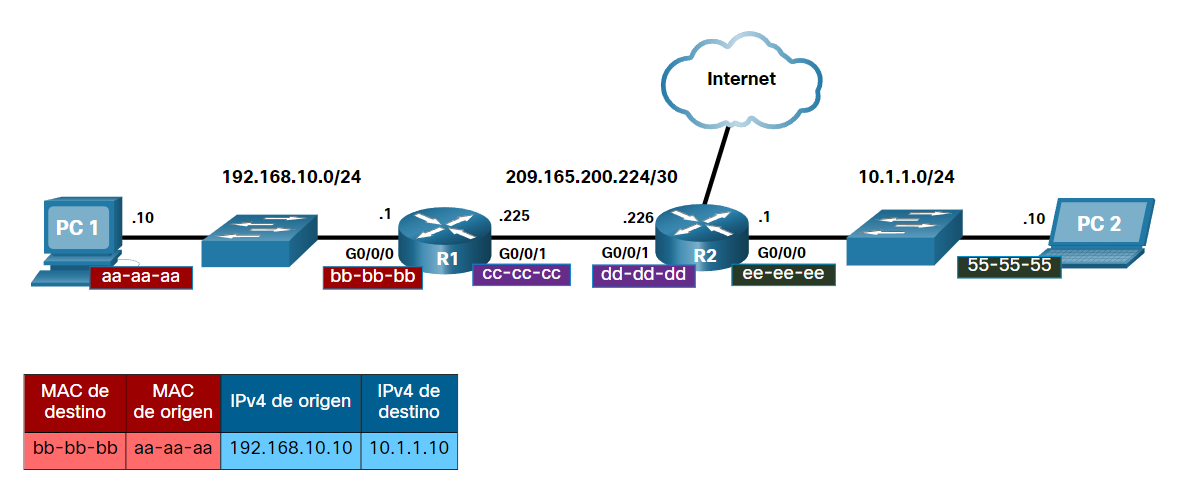 Internet
192.168.10.0/24
209.165.200.224/30
10.1.1.0/24
PC 1
.10
.1
.225
.226
.1
.10
PC 2
G0/0/0
R1
G0/0/1
G0/0/1
R2
G0/0/0
aa-aa-aa
bb-bb-bb
cc-cc-cc
dd-dd-dd
ee-ee-ee
55-55-55
MAC de destino
MAC de origen
IPv4 de origen
IPv4 de destino
bb-bb-bb
aa-aa-aa
192.168.10.10
10.1.1.10